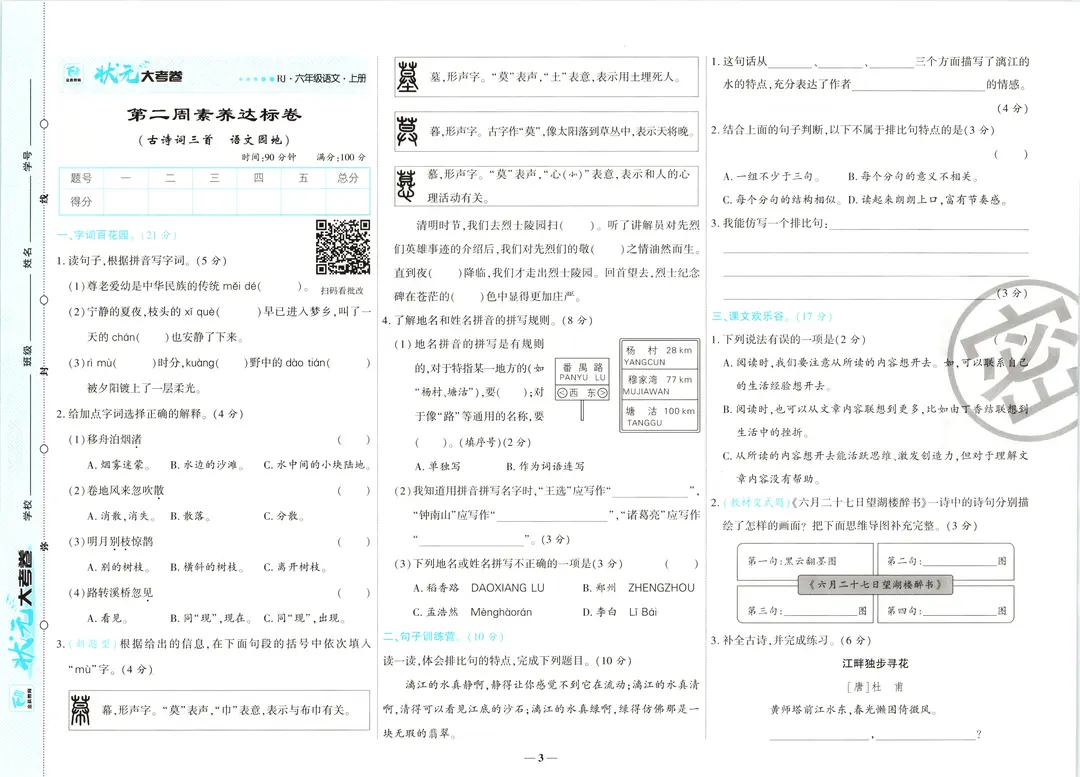 状元大考卷
RJ·六年级语文·上册
第二周素养达标卷
(古诗词三首 语文园地)
时间:90分钟 满分:100分
题号 一 二 三 四 五 总分
得分
一、字词百花园。(21分)
1.读句子,根据拼音写字词。(5分)
(1)尊老爱幼是中华民族的传统 měi dé( )。
扫码看批改
(2)宁静的夏夜,枝头的 xǐ què( )早已进入梦乡,叫了一
天的 chán( )也安静了下来。
(3)rì mù( )时分,kuàng( )野中的 dào tián( )
被夕阳镀上了一层柔光。
2.给加点字词选择正确的解释。(4分)
(1)移舟泊烟渚 ( )
A.烟雾迷蒙。 B.水边的沙滩。 C.水中间的小块陆地。
(2)卷地风来忽吹散 ( )
A.消散,消失。 B.散落。 C.分散。
(3)明月别枝惊鹊 ( )
A.别的树枝。 B.横斜的树枝。 C.离开树枝。
(4)路转溪桥忽见 ( )
A.看见。 B.同“现”,现在。 C.同“现”,出现。
3.(新题型)根据给出的信息,在下面句段的括号中依次填入
“mù”字。(4分)
幕,形声字。“莫”表声,“巾”表意,表示与布巾有关。
墓,形声字。“莫”表声,“土”表意,表示用土埋死人。
暮,形声字。古字作“莫”,像太阳落到草丛中,表示天将晚。
慕,形声字。“莫”表声,“心(⺗)”表意,表示和人的心
理活动有关。
清明时节,我们去烈士陵园扫( )。听了讲解员对先烈
们英雄事迹的介绍后,我们对先烈们的敬( )之情油然而生。
直到夜( )降临,我们才走出烈士陵园。回首望去,烈士纪念
碑在苍茫的( )色中显得更加庄严。
4.了解地名和姓名拼音的拼写规则。(8分)
(1)地名拼音的拼写是有规则
的,对于特指某一地方的(如
“杨村,塘沽”),要( );对
于像“路”等通用的名称,要
( )。(填序号)(2分)
番禺路
PANYU LU
西 东
杨村 28 km
YANGCUN
穆家湾 77 km
MUJIAWAN
塘沽 100 km
TANGGU
A.单独写 B.作为词语连写
(2)我知道用拼音拼写名字时,“王选”应写作“____”,
“钟南山”应写作“____”,“诸葛亮”应写作
“____”。(3分)
(3)下列地名或姓名拼写不正确的一项是(3分) ( )
A.稻香路 DAOXIANG LU B.郑州 ZHENGZHOU
C.孟浩然 Mènghàorán D.李白 Lǐ Bái
二、句子训练营。(10分)
读一读,体会排比句的特点,完成下列题目。(10分)
漓江的水真静啊,静得让你感觉不到它在流动;漓江的水真清
啊,清得可以看见江底的沙石;漓江的水真绿啊,绿得仿佛那是一
块无瑕的翡翠。
1.这句话从____、____、____三个方面描写了漓江的
水的特点,充分表达了作者____的情感。
(4分)
2.结合上面的句子判断,以下不属于排比句特点的是(3分)
( )
A.一组不少于三句。 B.每个分句的意义不相关。
C.每个分句的结构相似。 D.读起来朗朗上口,富有节奏感。
3.我能仿写一个排比句:____
(3分)
三、课文欢乐谷。(17分)
1.下列说法有误的一项是(2分) ( )
A.阅读时,我们要注意从所读的内容想开去。如,可以联系自己
的生活经验想开去。
B.阅读时,也可以从文章内容联想到更多,比如由丁香结联想到
生活中的挫折。
C.从所读的内容想开去能活跃思维、激发创造力,但对于理解文
章内容没有帮助。
2.(教材变式题)《六月二十七日望湖楼醉书》一诗中的诗句分别描
绘了怎样的画面?把下面思维导图补充完整。(3分)
第一句:黑云翻墨图 第二句:____图
《六月二十七日望湖楼醉书》
第三句:____图 第四句:____图
3.补全古诗,并完成练习。(6分)
江畔独步寻花
[唐]杜 甫
黄师塔前江水东,春光懒困倚微风。
____,____?
— 3 —
学号
姓名
班级
学校
线
封
弥
密
状元大考卷